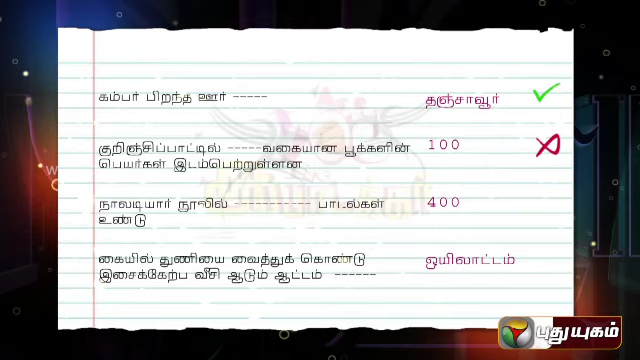 கம்பர் பிறந்த ஊர் ----- தஞ்சாவூர்
குறிஞ்சிப்பாட்டில் -----வகையான பூக்களின் 100
பெயர்கள் இடம்பெற்றுள்ளன
நாலடியார் நூலில் ----------- பாடல்கள் 400
உண்டு
கையில் துணியை வைத்துக் கொண்டு ஒயிலாட்டம்
இசைக்கேற்ப வீசி ஆடும் ஆட்டம் ------
புதுயுகம்